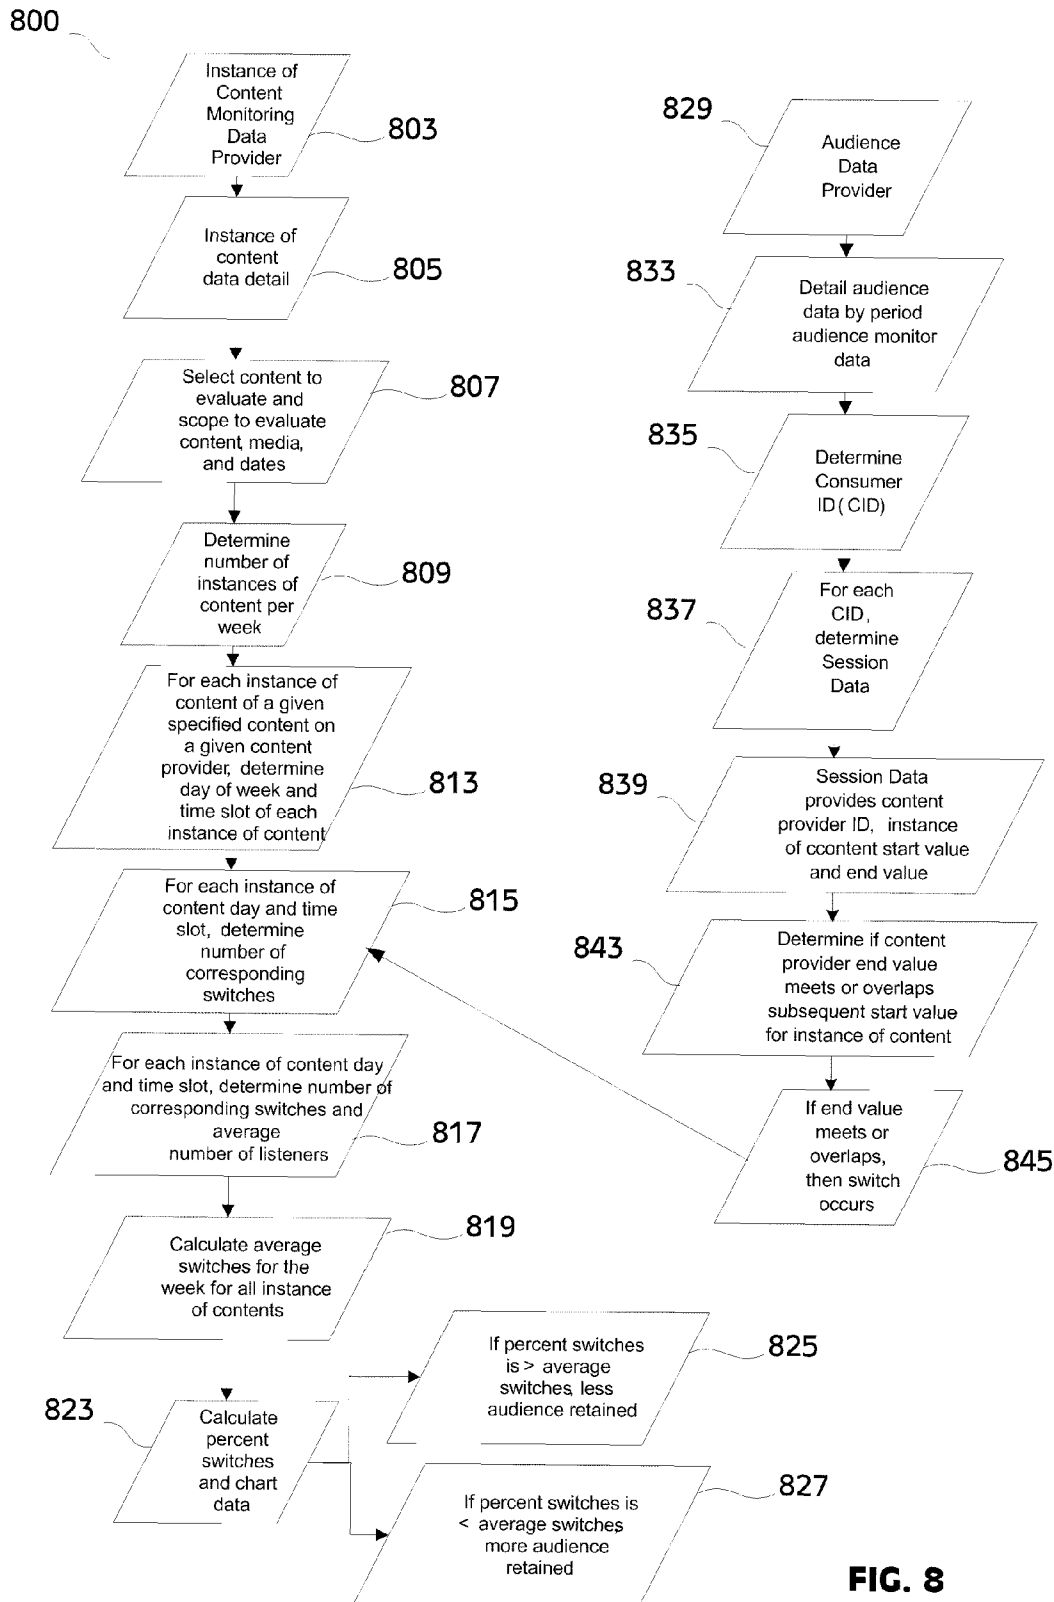 800
Instance of
Content
Monitoring
Data
Provider
803
Instance of
content
data detail
805
Select content to
evaluate and
scope to evaluate
content, media,
and dates
807
Determine
number of
instances of
content per
week
809
For each instance of
content of a given
specified content on
a given content
provider, determine
day of week and
time slot of each
instance of content
813
For each instance of
content day and time
slot, determine
number of
corresponding
switches
815
For each instance of content day
and time slot, determine number of
corresponding switches and
average
number of listeners
817
Calculate average
switches for the
week for all instance
of contents
819
823
Calculate
percent
switches
and chart
data
If percent switches
is > average
switches, less
audience retained
825
If percent switches is
< average switches
more audience
retained
827
829
Audience
Data
Provider
833
Detail audience
data by period
audience monitor
data
835
Determine
Consumer
ID ( CID)
837
For each
CID,
determine
Session
Data
839
Session Data
provides content
provider ID, instance
of ccontent start value
and end value
843
Determine if content
provider end value
meets or overlaps
subsequent start value
for instance of content
If end value
meets or
overlaps,
then switch
occurs
845
FIG. 8